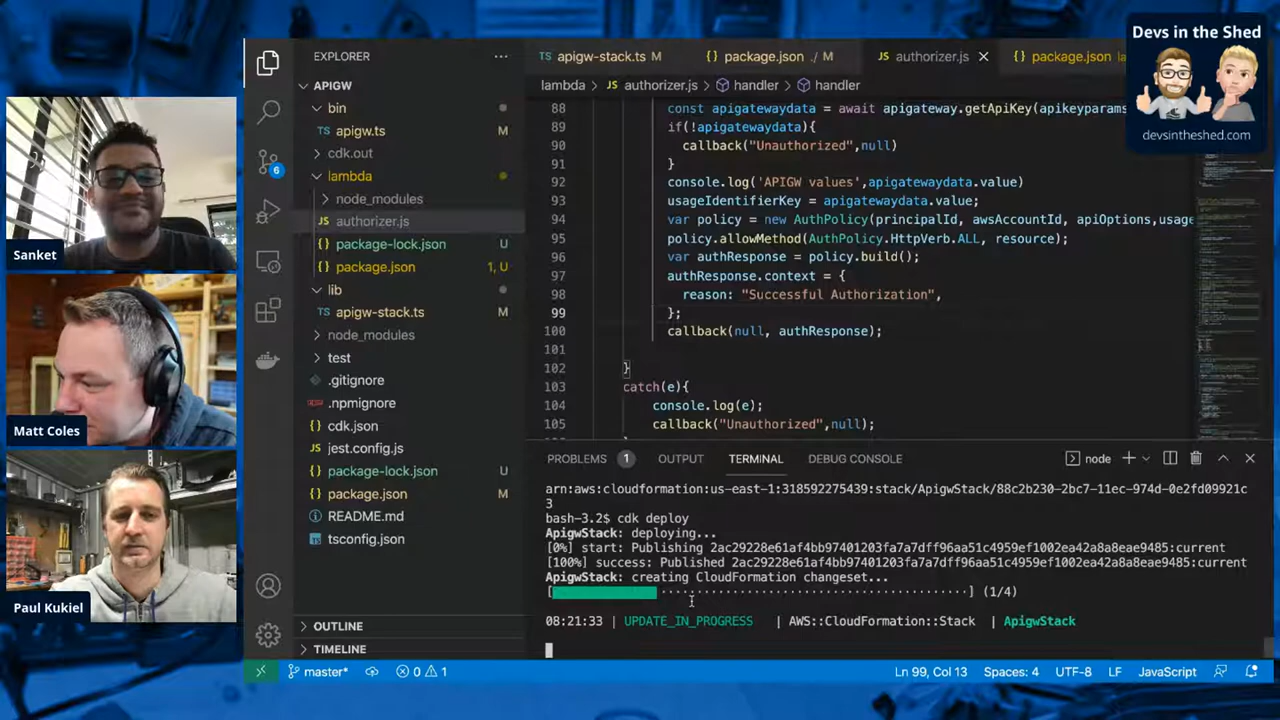 Devs in the Shed
devsintheshed.com
Sanket
Matt Coles
Paul Kukiel
EXPLORER
APIGW
bin
TS apigw.ts M
cdk.out
lambda
node_modules
JS authorizer.js
package-lock.json U
package.json 1, U
lib
TS apigw-stack.ts M
node_modules
test
.gitignore
.npmignore
cdk.json
jest.config.js
package-lock.json U
package.json M
README.md
tsconfig.json
OUTLINE
TIMELINE
TS apigw-stack.ts M {} package.json ./ M JS authorizer.js {} package.json
lambda > JS authorizer.js > handler > handler
88 const apigatewaydata = await apigateway.getApiKey(apikeyparams
89 if(!apigatewaydata){
90 callback("Unauthorized",null)
91 }
92 console.log('APIGW values',apigatewaydata.value)
93 usageIdentifierKey = apigatewaydata.value;
94 var policy = new AuthPolicy(principalId, awsAccountId, apiOptions,usage
95 policy.allowMethod(AuthPolicy.HttpVerb.ALL, resource);
96 var authResponse = policy.build();
97 authResponse.context = {
98 reason: "Successful Authorization",
99 };
100 callback(null, authResponse);
101
102 }
103 catch(e){
104 console.log(e);
105 callback("Unauthorized",null);
PROBLEMS 1 OUTPUT TERMINAL DEBUG CONSOLE node
arn:aws:cloudformation:us-east-1:318592275439:stack/ApigwStack/88c2b230-2bc7-11ec-974d-0e2fd09921c
3
bash-3.2$ cdk deploy
ApigwStack: deploying...
[0%] start: Publishing 2ac29228e61af4bb97401203fa7a7dff96aa51c4959ef1002ea42a8a8eae9485:current
[100%] success: Published 2ac29228e61af4bb97401203fa7a7dff96aa51c4959ef1002ea42a8a8eae9485:current
ApigwStack: creating CloudFormation changeset...
(1/4)
08:21:33 | UPDATE_IN_PROGRESS | AWS::CloudFormation::Stack | ApigwStack
6
master* 0 1 Ln 99, Col 13 Spaces: 4 UTF-8 LF JavaScript